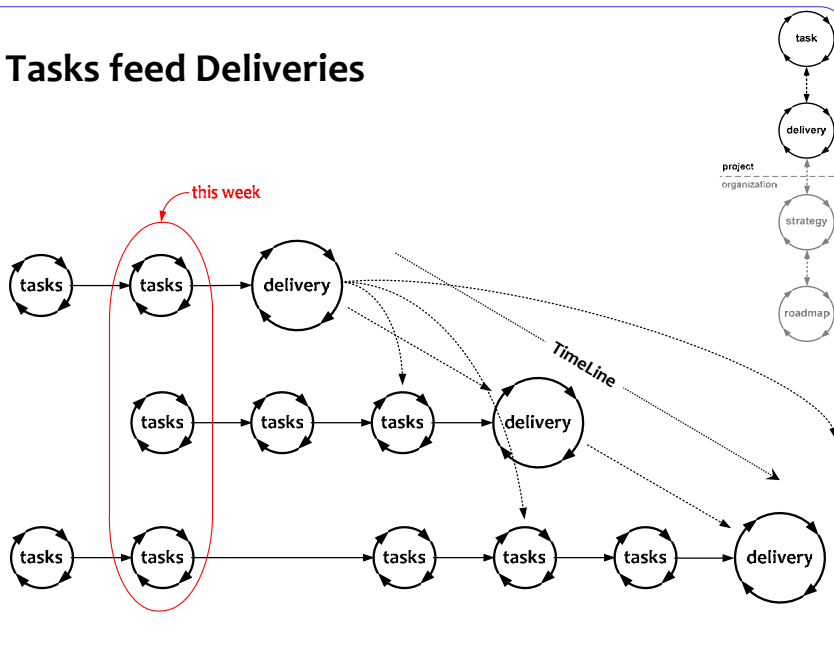 Tasks feed Deliveries
task
delivery
project
organization
strategy
roadmap
this week
tasks
tasks
delivery
TimeLine
tasks
tasks
tasks
delivery
tasks
tasks
tasks
tasks
tasks
delivery